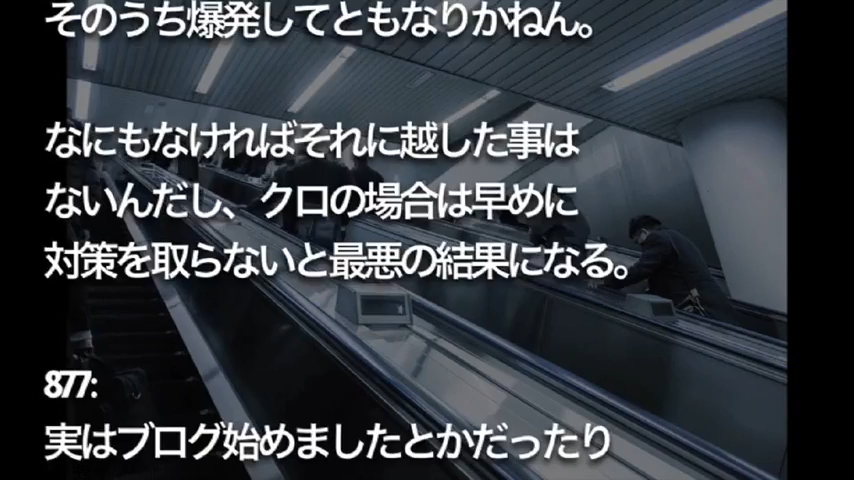 そのうち爆発してともなりかねん。
なにもなければそれに越した事は
ないんだし、クロの場合は早めに
対策を取らないと最悪の結果になる。
877:
実はブログ始めましたとかだったり